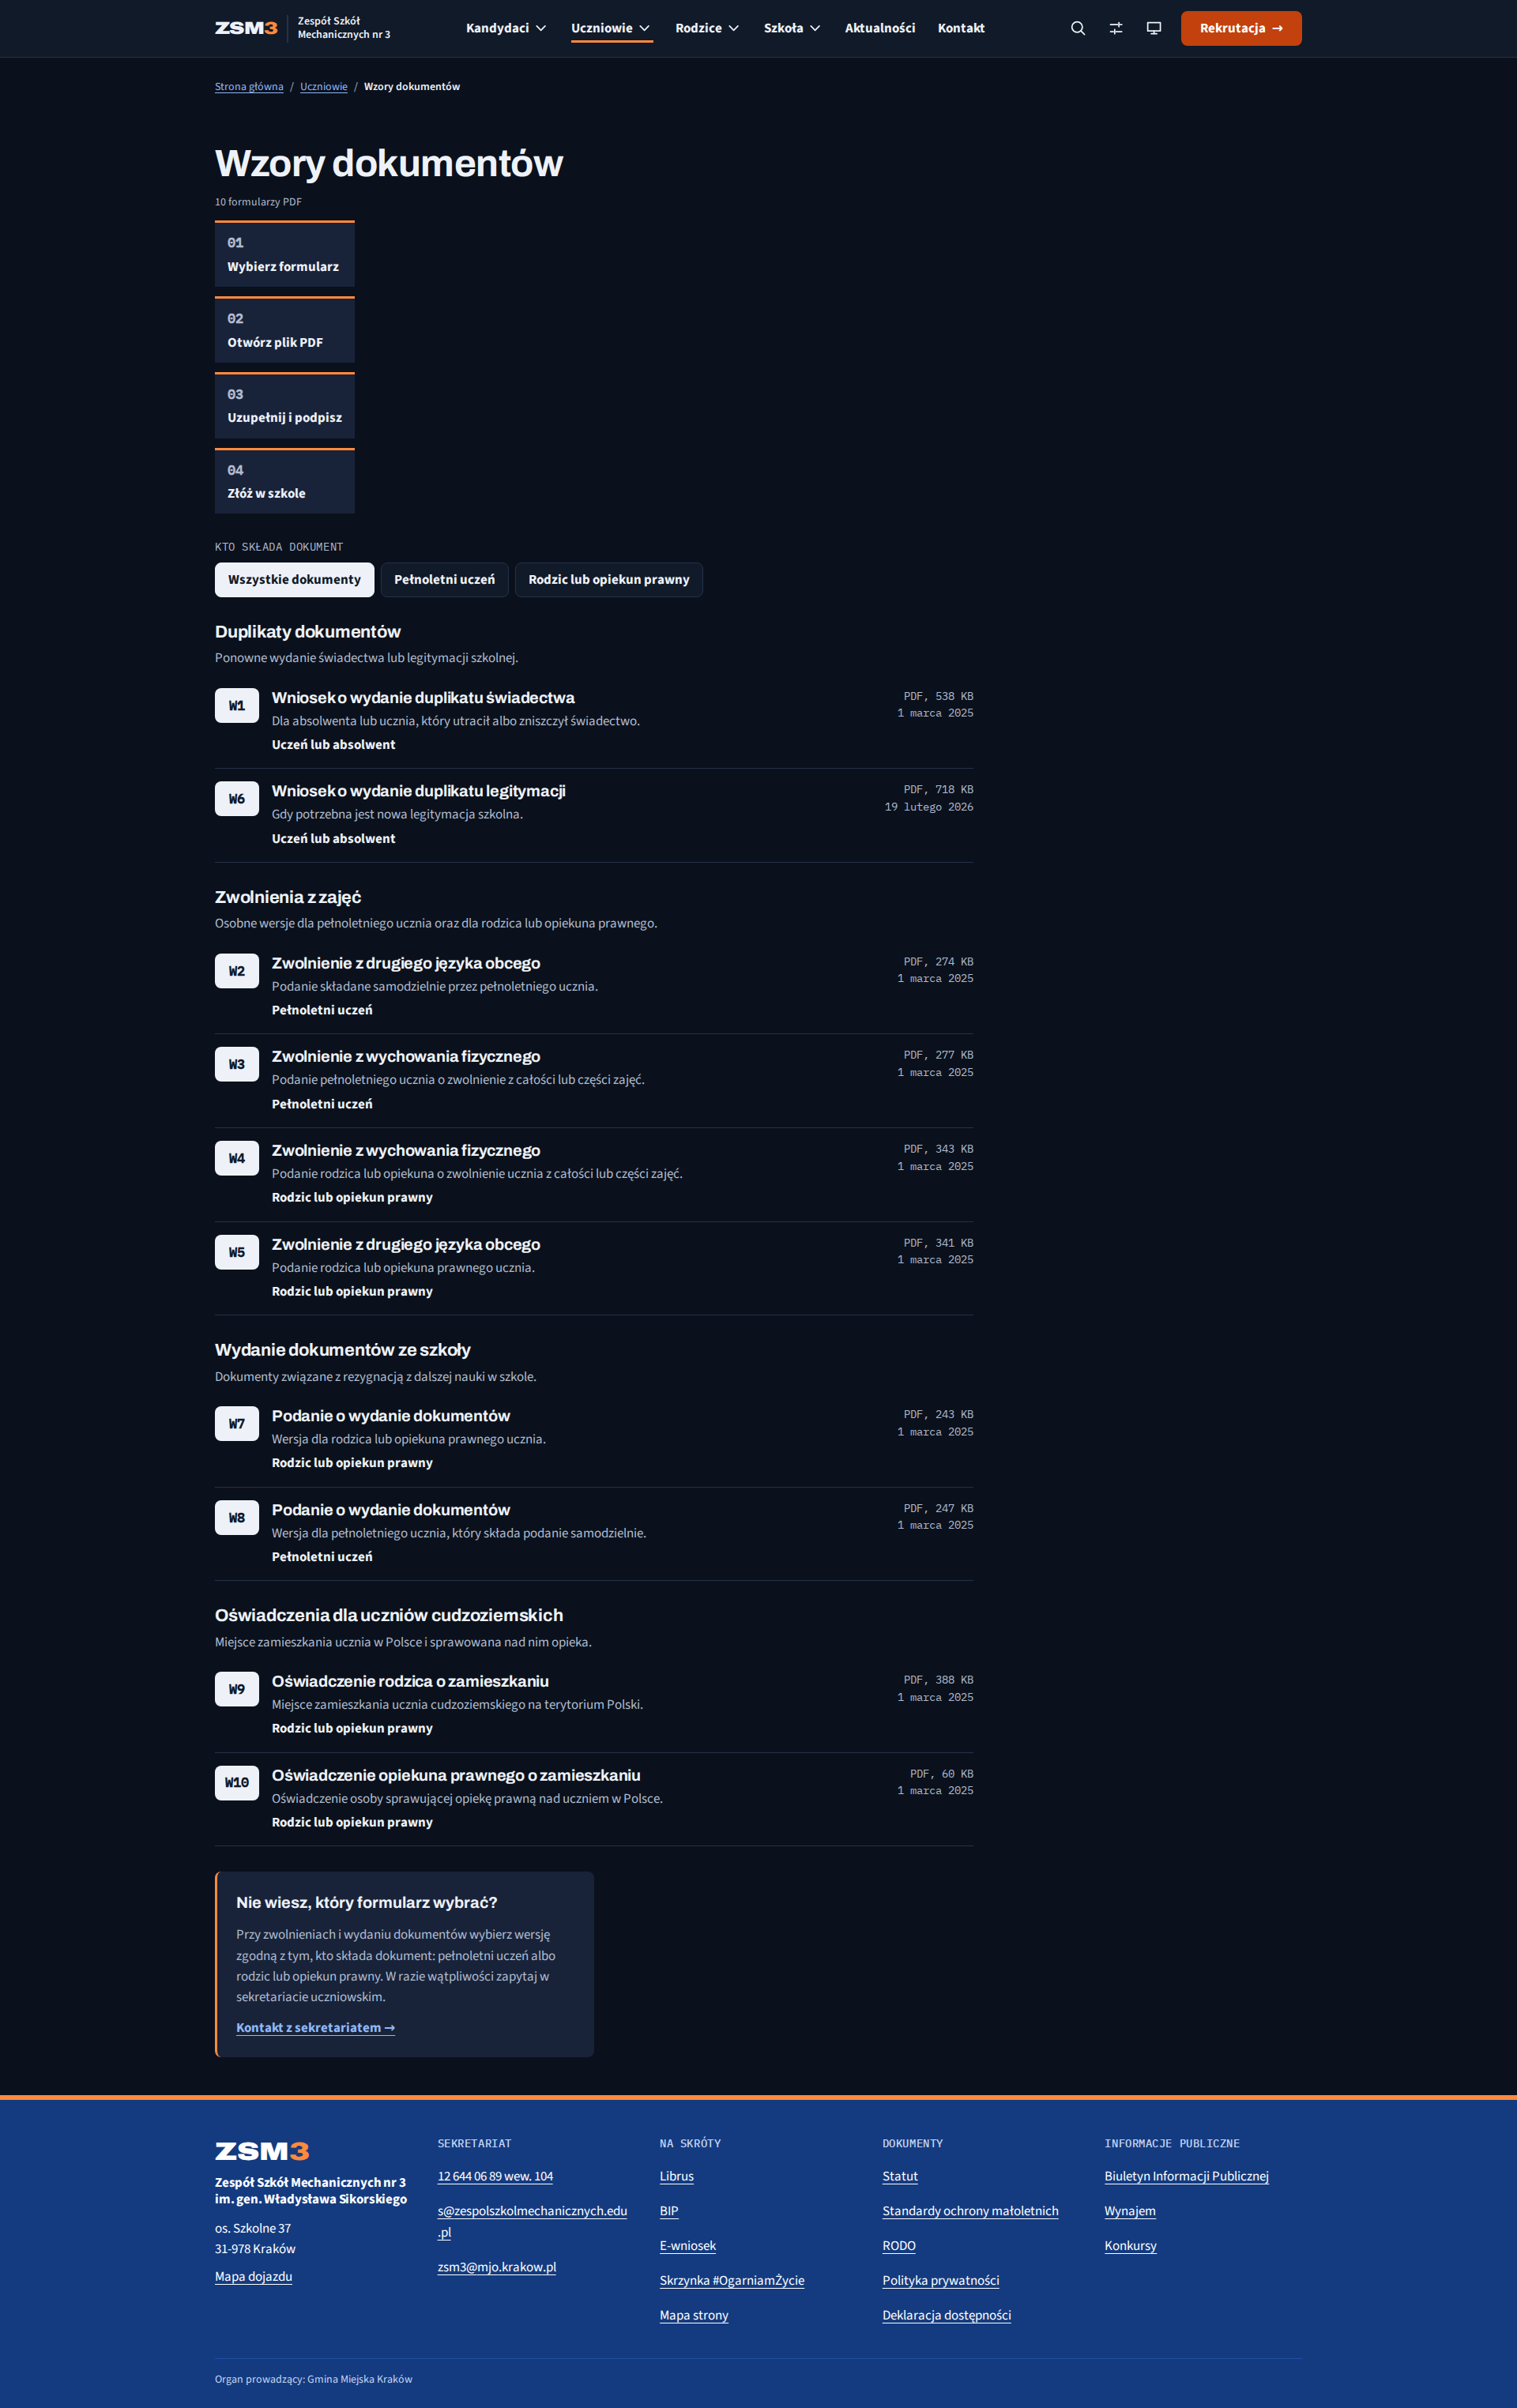 ZSM3
Zespół Szkół
Mechanicznych nr 3
Kandydaci
Uczniowie
Rodzice
Szkoła
Aktualności
Kontakt
Rekrutacja →
Strona główna / Uczniowie / Wzory dokumentów
Wzory dokumentów
10 formularzy PDF
01
Wybierz formularz
02
Otwórz plik PDF
03
Uzupełnij i podpisz
04
Złóż w szkole
KTO SKŁADA DOKUMENT
Wszystkie dokumenty
Pełnoletni uczeń
Rodzic lub opiekun prawny
Duplikaty dokumentów
Ponowne wydanie świadectwa lub legitymacji szkolnej.
W1
Wniosek o wydanie duplikatu świadectwa
Dla absolwenta lub ucznia, który utracił albo zniszczył świadectwo.
Uczeń lub absolwent
PDF, 538 KB
1 marca 2025
W6
Wniosek o wydanie duplikatu legitymacji
Gdy potrzebna jest nowa legitymacja szkolna.
Uczeń lub absolwent
PDF, 718 KB
19 lutego 2026
Zwolnienia z zajęć
Osobne wersje dla pełnoletniego ucznia oraz dla rodzica lub opiekuna prawnego.
W2
Zwolnienie z drugiego języka obcego
Podanie składane samodzielnie przez pełnoletniego ucznia.
Pełnoletni uczeń
PDF, 274 KB
1 marca 2025
W3
Zwolnienie z wychowania fizycznego
Podanie pełnoletniego ucznia o zwolnienie z całości lub części zajęć.
Pełnoletni uczeń
PDF, 277 KB
1 marca 2025
W4
Zwolnienie z wychowania fizycznego
Podanie rodzica lub opiekuna o zwolnienie ucznia z całości lub części zajęć.
Rodzic lub opiekun prawny
PDF, 343 KB
1 marca 2025
W5
Zwolnienie z drugiego języka obcego
Podanie rodzica lub opiekuna prawnego ucznia.
Rodzic lub opiekun prawny
PDF, 341 KB
1 marca 2025
Wydanie dokumentów ze szkoły
Dokumenty związane z rezygnacją z dalszej nauki w szkole.
W7
Podanie o wydanie dokumentów
Wersja dla rodzica lub opiekuna prawnego ucznia.
Rodzic lub opiekun prawny
PDF, 243 KB
1 marca 2025
W8
Podanie o wydanie dokumentów
Wersja dla pełnoletniego ucznia, który składa podanie samodzielnie.
Pełnoletni uczeń
PDF, 247 KB
1 marca 2025
Oświadczenia dla uczniów cudzoziemskich
Miejsce zamieszkania ucznia w Polsce i sprawowana nad nim opieka.
W9
Oświadczenie rodzica o zamieszkaniu
Miejsce zamieszkania ucznia cudzoziemskiego na terytorium Polski.
Rodzic lub opiekun prawny
PDF, 388 KB
1 marca 2025
W10
Oświadczenie opiekuna prawnego o zamieszkaniu
Oświadczenie osoby sprawującej opiekę prawną nad uczniem w Polsce.
Rodzic lub opiekun prawny
PDF, 60 KB
1 marca 2025
Nie wiesz, który formularz wybrać?
Przy zwolnieniach i wydaniu dokumentów wybierz wersję
zgodną z tym, kto składa dokument: pełnoletni uczeń albo
rodzic lub opiekun prawny. W razie wątpliwości zapytaj w
sekretariacie uczniowskim.
Kontakt z sekretariatem →
ZSM3
Zespół Szkół Mechanicznych nr 3
im. gen. Władysława Sikorskiego
os. Szkolne 37
31-978 Kraków
Mapa dojazdu
SEKRETARIAT
12 644 06 89 wew. 104
s@zespolszkolmechanicznych.edu
.pl
zsm3@mjo.krakow.pl
NA SKRÓTY
Librus
BIP
E-wniosek
Skrzynka #OgarniamŻycie
Mapa strony
DOKUMENTY
Statut
Standardy ochrony małoletnich
RODO
Polityka prywatności
Deklaracja dostępności
INFORMACJE PUBLICZNE
Biuletyn Informacji Publicznej
Wynajem
Konkursy
Organ prowadzący: Gmina Miejska Kraków